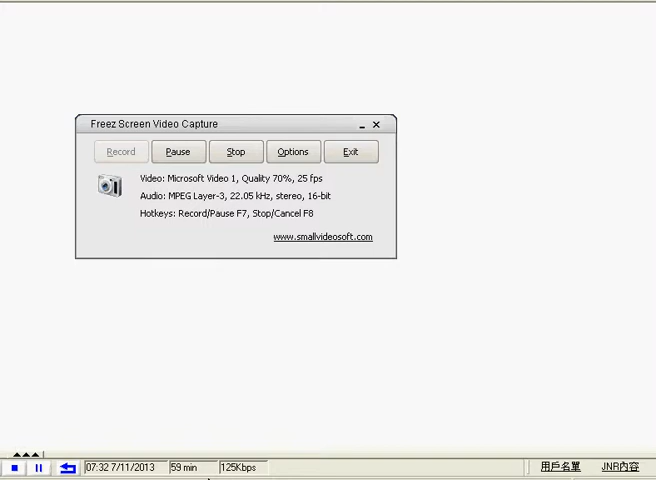 Freez Screen Video Capture
Record Pause Stop Options Exit
Video: Microsoft Video 1, Quality 70%, 25 fps
Audio: MPEG Layer-3, 22.05 kHz, stereo, 16-bit
Hotkeys: Record/Pause F7, Stop/Cancel F8
www.smallvideosoft.com
07:32 7/11/2013 59 min 125Kbps 用戶名單 JNR內容